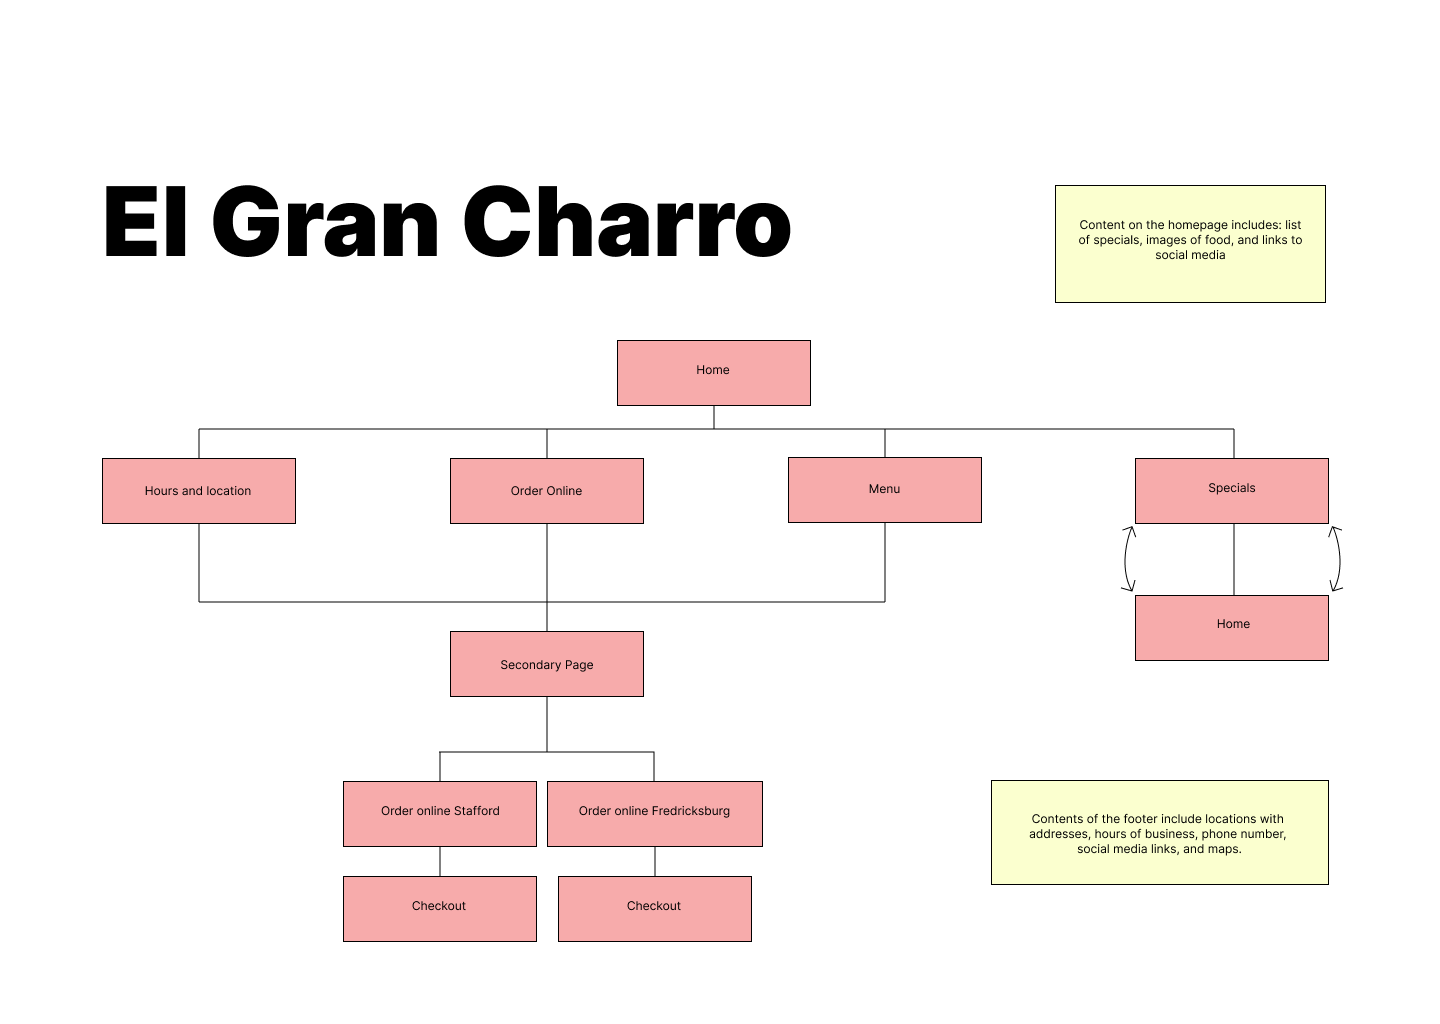 El Gran Charro
Content on the homepage includes: list
of specials, images of food, and links to
social media
Home
Hours and location
Order Online
Menu
Specials
Home
Secondary Page
Order online Stafford
Order online Fredricksburg
Contents of the footer include locations with
addresses, hours of business, phone number,
social media links, and maps.
Checkout
Checkout